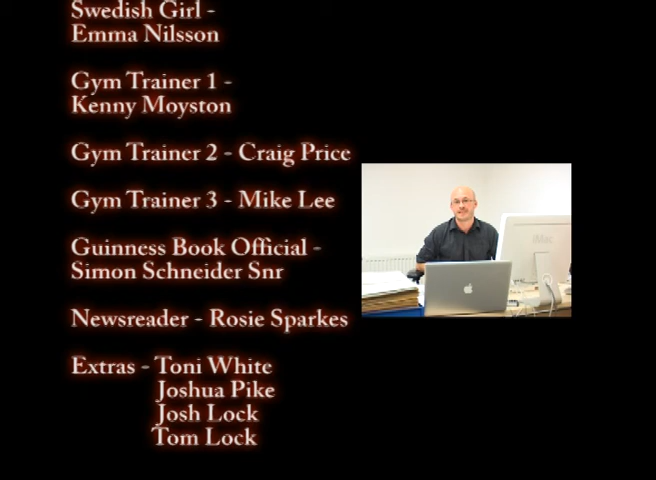 Swedish Girl -
Emma Nilsson
Gym Trainer 1 -
Kenny Moyston
Gym Trainer 2 - Craig Price
Gym Trainer 3 - Mike Lee
Guinness Book Official -
Simon Schneider Snr
Newsreader - Rosie Sparkes
Extras - Toni White
Joshua Pike
Josh Lock
Tom Lock
iMac